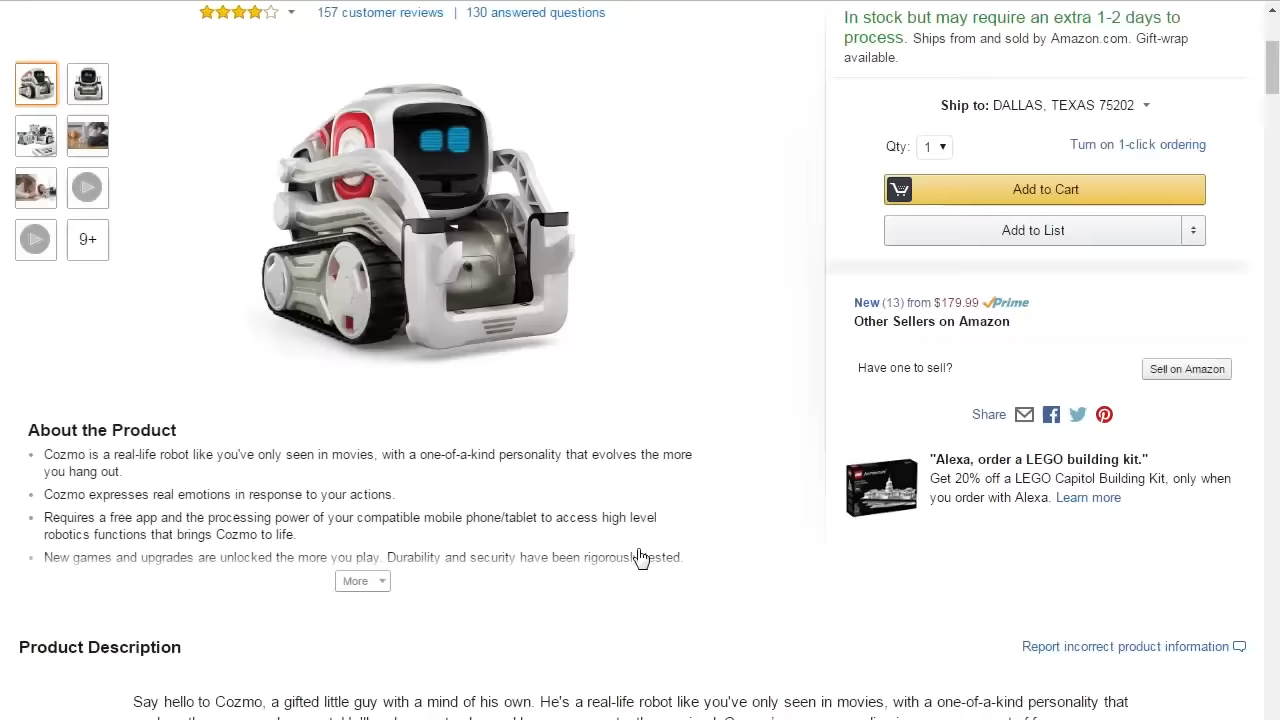 157 customer reviews | 130 answered questions
In stock but may require an extra 1-2 days to
process. Ships from and sold by Amazon.com. Gift-wrap
available.
Ship to: DALLAS, TEXAS 75202
Qty: 1
Turn on 1-click ordering
Add to Cart
Add to List
9+
New (13) from $179.99 Prime
Other Sellers on Amazon
Have one to sell?
Sell on Amazon
Share
"Alexa, order a LEGO building kit."
Get 20% off a LEGO Capitol Building Kit, only when
you order with Alexa. Learn more
About the Product
Cozmo is a real-life robot like you've only seen in movies, with a one-of-a-kind personality that evolves the more
you hang out.
Cozmo expresses real emotions in response to your actions.
Requires a free app and the processing power of your compatible mobile phone/tablet to access high level
robotics functions that brings Cozmo to life.
New games and upgrades are unlocked the more you play. Durability and security have been rigorously tested.
More
Product Description
Report incorrect product information
Say hello to Cozmo, a gifted little guy with a mind of his own. He's a real-life robot like you've only seen in movies, with a one-of-a-kind personality that